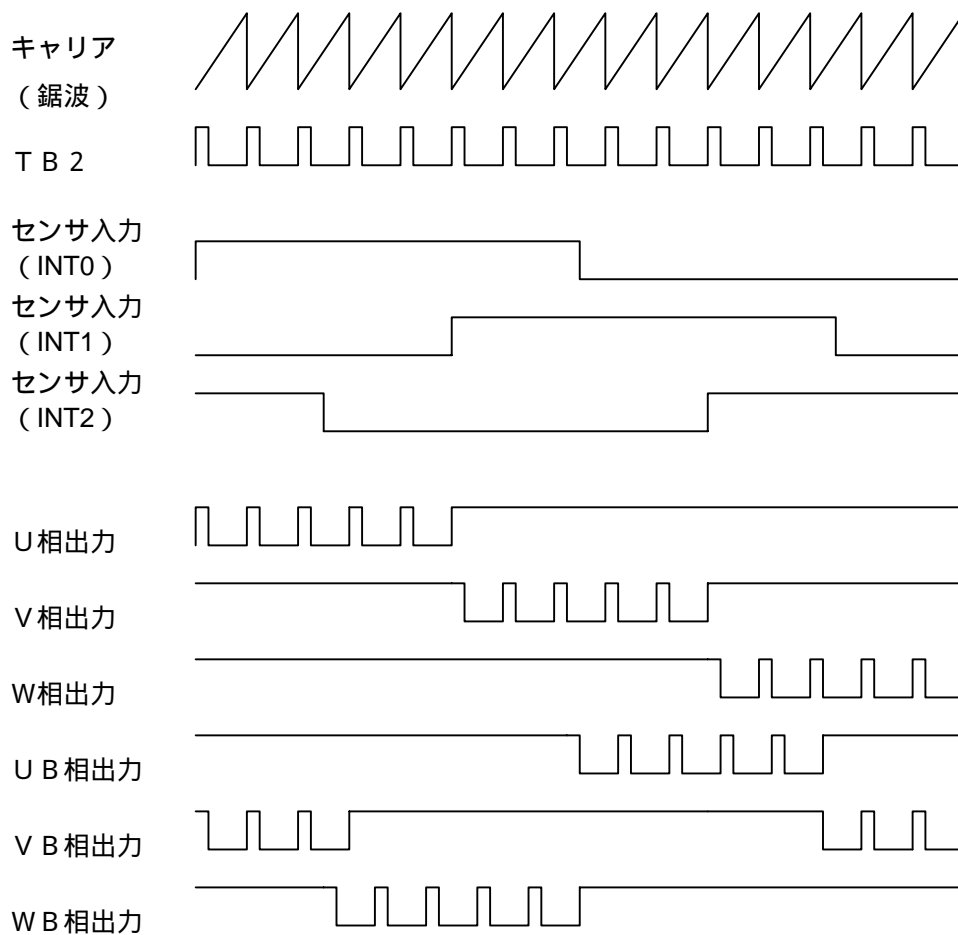 キャリア
（鋸波）
ＴＢ２
センサ入力
（INT0）
センサ入力
（INT1）
センサ入力
（INT2）
Ｕ相出力
Ｖ相出力
Ｗ相出力
ＵＢ相出力
ＶＢ相出力
ＷＢ相出力